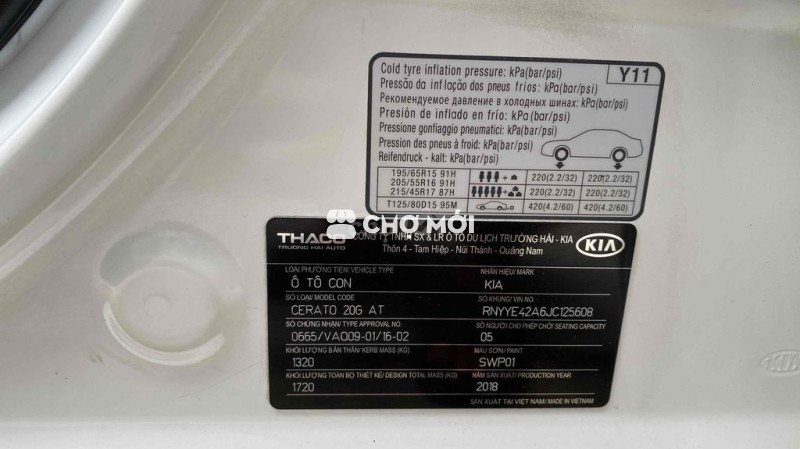 Cold tyre inflation pressure: kPa(bar/psi) Y11
Pressão da inflação dos pneus frios: kPa(bar/psi)
Рекомендуемое давление в холодных шинах: kPa(bar/psi)
Presión de inflado en frío: kPa(bar/psi)
Pressione gonfiaggio pneumatici: kPa(bar/psi)
Pression des pneus à froid: kPa(bar/psi)
Reifendruck - kalt: kPa(bar/psi)
195/65R15 91H
205/55R16 91H
215/45R17 87H
220(2.2/32) 220(2.2/32)
220(2.2/32) 220(2.2/32)
T125/80D15 95M 420(4.2/60) 420(4.2/60)
CHỢ MỚI
THACO
TRUONG HAI AUTO
CÔNG TY TNHH SX & LR Ô TÔ DU LỊCH TRƯỜNG HẢI - KIA
Thôn 4 - Tam Hiệp - Núi Thành - Quảng Nam
KIA
LOẠI PHƯƠNG TIỆN/ VEHICLE TYPE NHÃN HIỆU/ MARK
Ô TÔ CON KIA
SỐ LOẠI/ MODEL CODE SỐ KHUNG/ VIN NO.
CERATO 20G AT RNYYE42A6JC125608
SỐ CHỨNG NHẬN/ TYPE APPROVAL NO. SỐ NGƯỜI CHO PHÉP CHỞ/ SEATING CAPACITY
0665/VAQ09-01/16-02 05
KHỐI LƯỢNG BẢN THÂN/ KERB MASS (KG) MÀU SƠN/ PAINT
1320 SWP01
KHỐI LƯỢNG TOÀN BỘ THIẾT KẾ/ DESIGN TOTAL MASS (KG) NĂM SẢN XUẤT/ PRODUCTION YEAR
1720 2018
SẢN XUẤT TẠI VIỆT NAM/ MADE IN VIETNAM
KIA